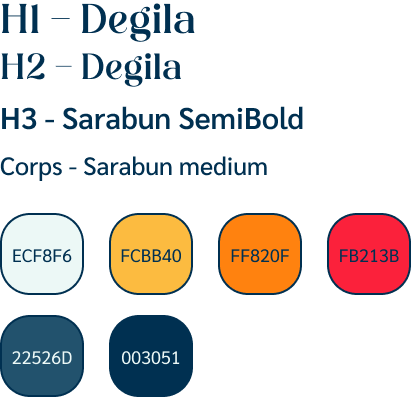 H1 – Degila
H2 – Degila
H3 - Sarabun SemiBold
Corps - Sarabun medium
ECF8F6 FCBB40 FF820F FB213B
22526D 003051